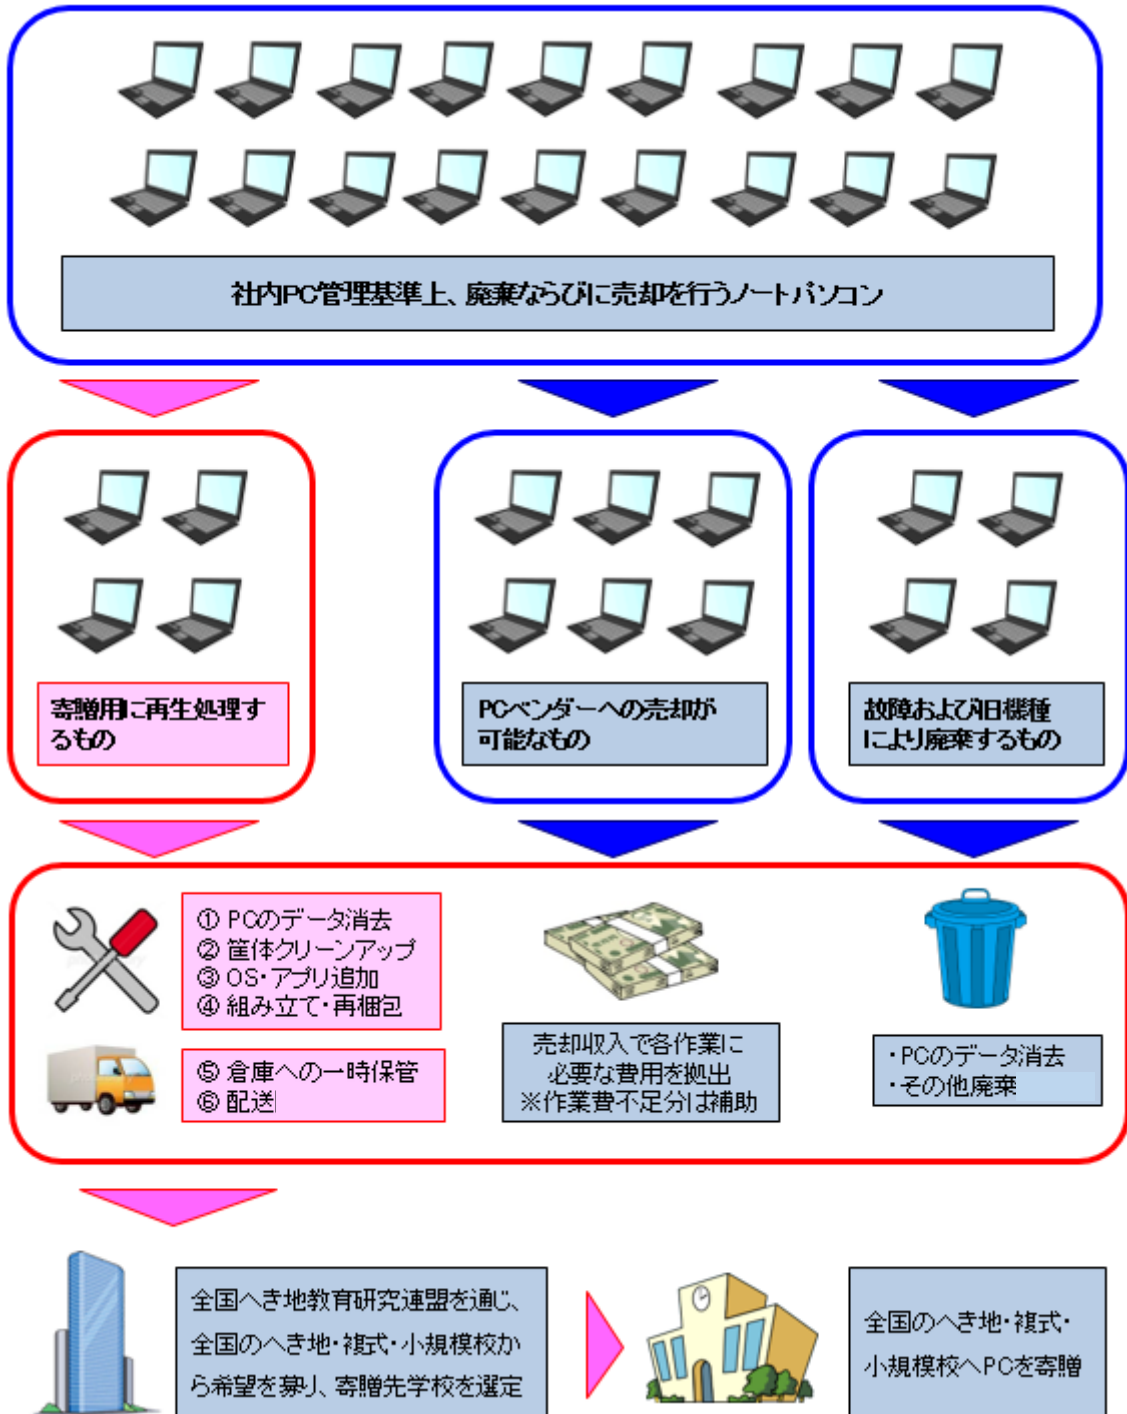 社内PC管理基準上、廃棄ならびに売却を行うノートパソコン
寄贈用に再生処理す
るもの
PCベンダーへの売却が
可能なもの
故障および旧機種
により廃棄するもの
① PCのデータ消去
② 筐体クリーンアップ
③ OS・アプリ追加
④ 組み立て・再梱包
⑤ 倉庫への一時保管
⑥ 配送
売却収入で各作業に
必要な費用を拠出
※作業費不足分は補助
・PCのデータ消去
・その他廃棄
全国へき地教育研究連盟を通じ、
全国のへき地・複式・小規模校か
ら希望を募り、寄贈先学校を選定
全国のへき地・複式・
小規模校へPCを寄贈